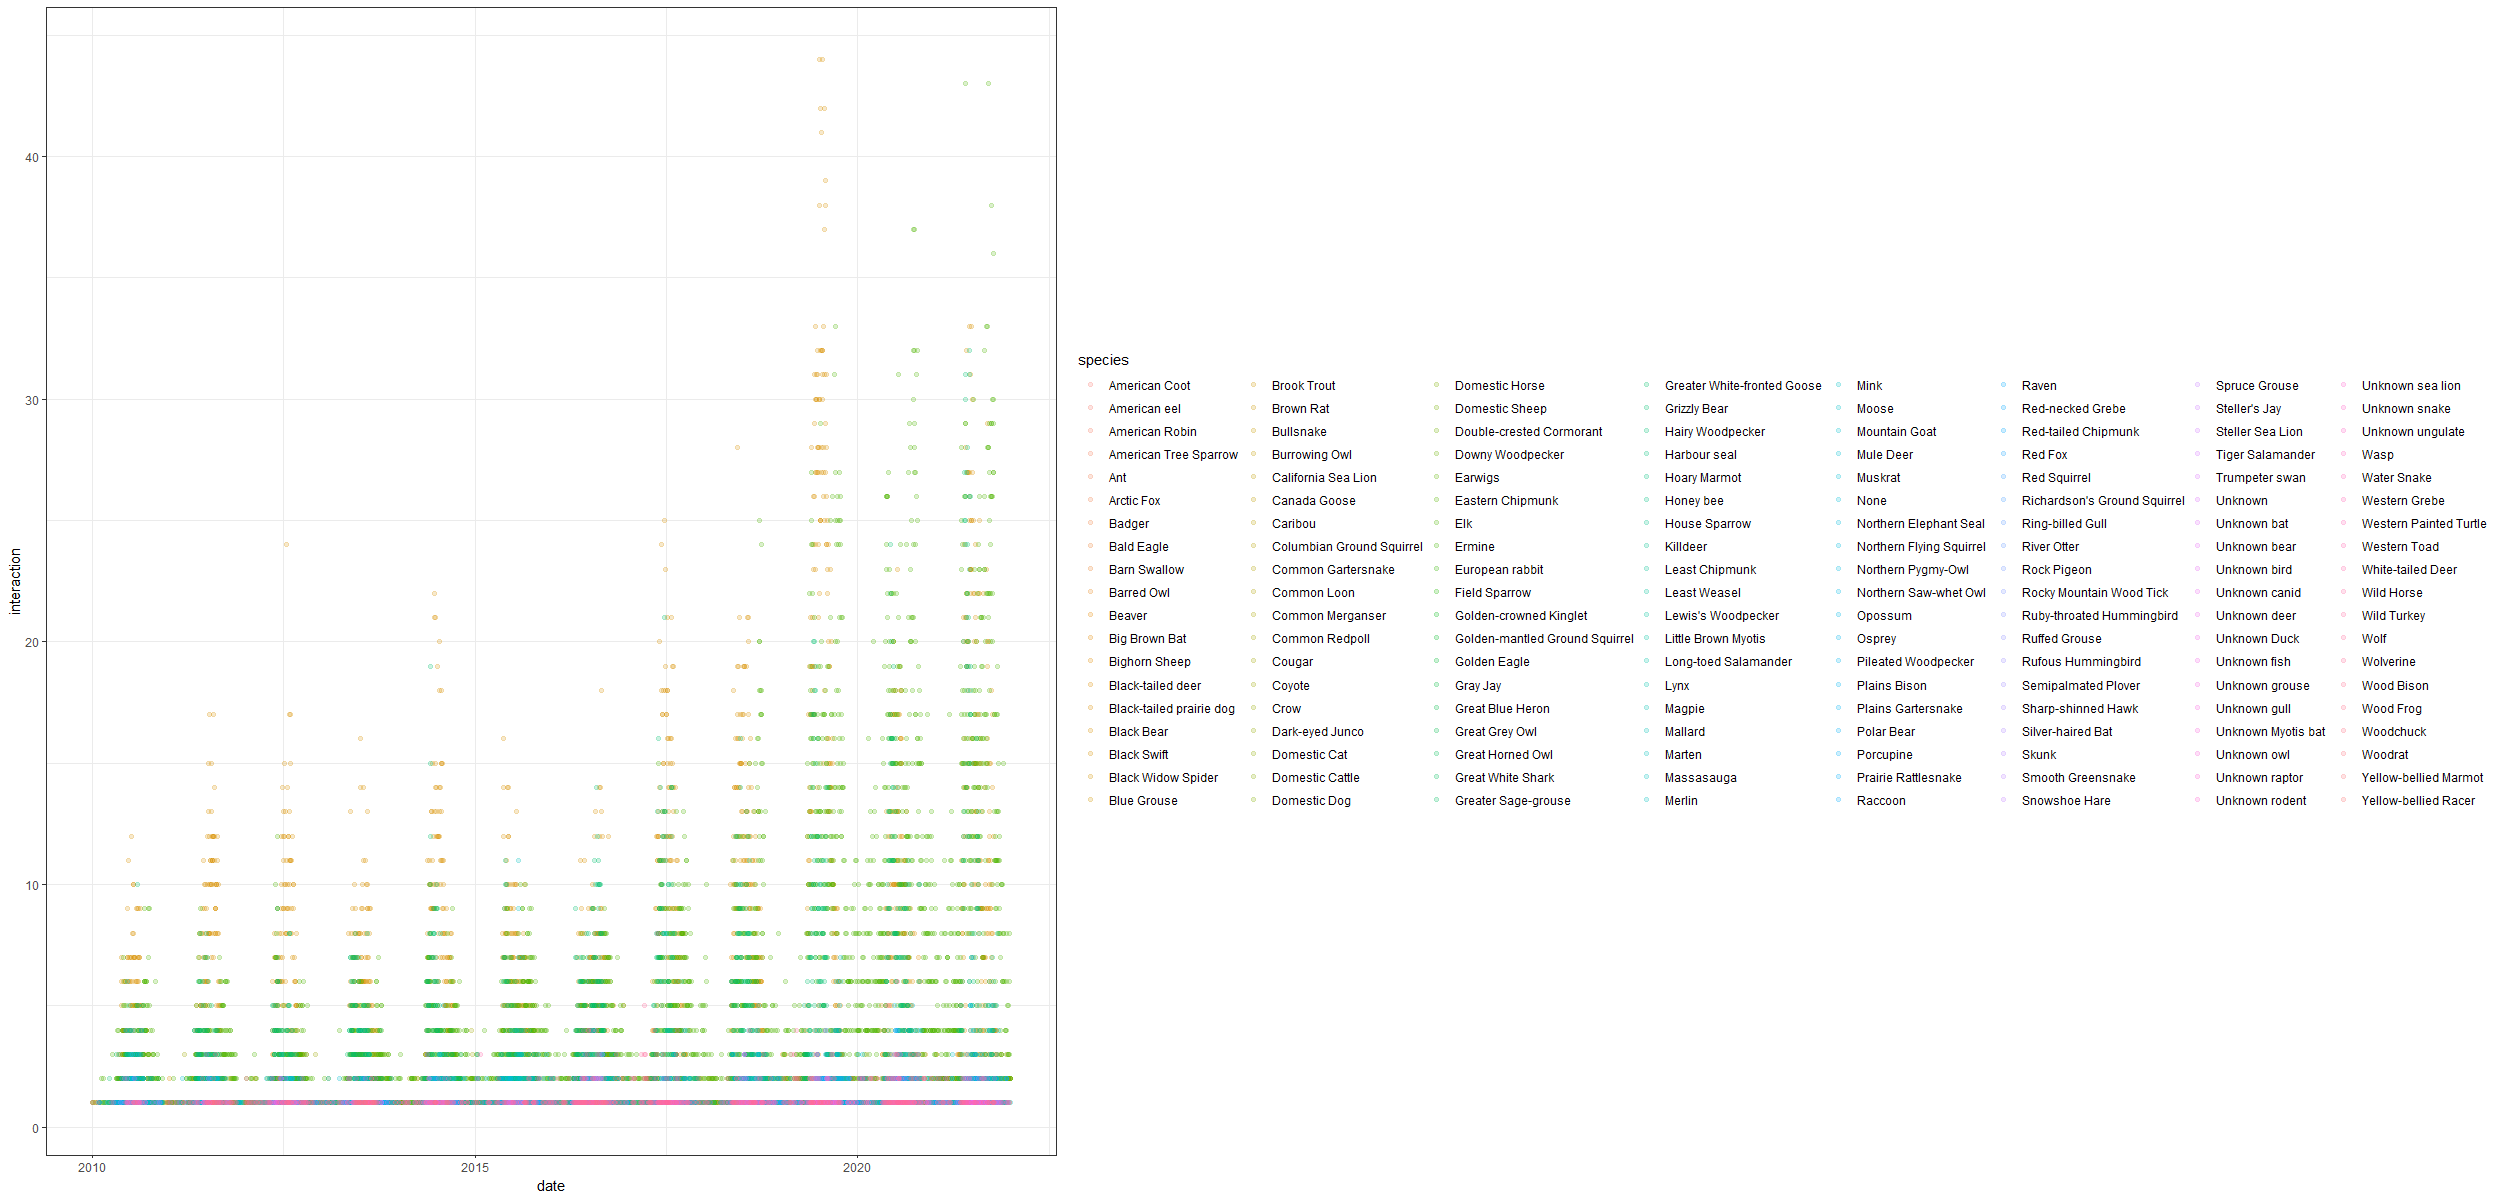 40
30
20
10
0
interaction
2010
2015
2020
date
species
American Coot
American eel
American Robin
American Tree Sparrow
Ant
Arctic Fox
Badger
Bald Eagle
Barn Swallow
Barred Owl
Beaver
Big Brown Bat
Bighorn Sheep
Black-tailed deer
Black-tailed prairie dog
Black Bear
Black Swift
Black Widow Spider
Blue Grouse
Brook Trout
Brown Rat
Bullsnake
Burrowing Owl
California Sea Lion
Canada Goose
Caribou
Columbian Ground Squirrel
Common Gartersnake
Common Loon
Common Merganser
Common Redpoll
Cougar
Coyote
Crow
Dark-eyed Junco
Domestic Cat
Domestic Cattle
Domestic Dog
Domestic Horse
Domestic Sheep
Double-crested Cormorant
Downy Woodpecker
Earwigs
Eastern Chipmunk
Elk
Ermine
European rabbit
Field Sparrow
Golden-crowned Kinglet
Golden-mantled Ground Squirrel
Golden Eagle
Gray Jay
Great Blue Heron
Great Grey Owl
Great Horned Owl
Great White Shark
Greater Sage-grouse
Greater White-fronted Goose
Grizzly Bear
Hairy Woodpecker
Harbour seal
Hoary Marmot
Honey bee
House Sparrow
Killdeer
Least Chipmunk
Least Weasel
Lewis's Woodpecker
Little Brown Myotis
Long-toed Salamander
Lynx
Magpie
Mallard
Marten
Massasauga
Merlin
Mink
Moose
Mountain Goat
Mule Deer
Muskrat
None
Northern Elephant Seal
Northern Flying Squirrel
Northern Pygmy-Owl
Northern Saw-whet Owl
Opossum
Osprey
Pileated Woodpecker
Plains Bison
Plains Gartersnake
Polar Bear
Porcupine
Prairie Rattlesnake
Raccoon
Raven
Red-necked Grebe
Red-tailed Chipmunk
Red Fox
Red Squirrel
Richardson's Ground Squirrel
Ring-billed Gull
River Otter
Rock Pigeon
Rocky Mountain Wood Tick
Ruby-throated Hummingbird
Ruffed Grouse
Rufous Hummingbird
Semipalmated Plover
Sharp-shinned Hawk
Silver-haired Bat
Skunk
Smooth Greensnake
Snowshoe Hare
Spruce Grouse
Steller's Jay
Steller Sea Lion
Tiger Salamander
Trumpeter swan
Unknown
Unknown bat
Unknown bear
Unknown bird
Unknown canid
Unknown deer
Unknown Duck
Unknown fish
Unknown grouse
Unknown gull
Unknown Myotis bat
Unknown owl
Unknown raptor
Unknown rodent
Unknown sea lion
Unknown snake
Unknown ungulate
Wasp
Water Snake
Western Grebe
Western Painted Turtle
Western Toad
White-tailed Deer
Wild Horse
Wild Turkey
Wolf
Wolverine
Wood Bison
Wood Frog
Woodchuck
Woodrat
Yellow-bellied Marmot
Yellow-bellied Racer